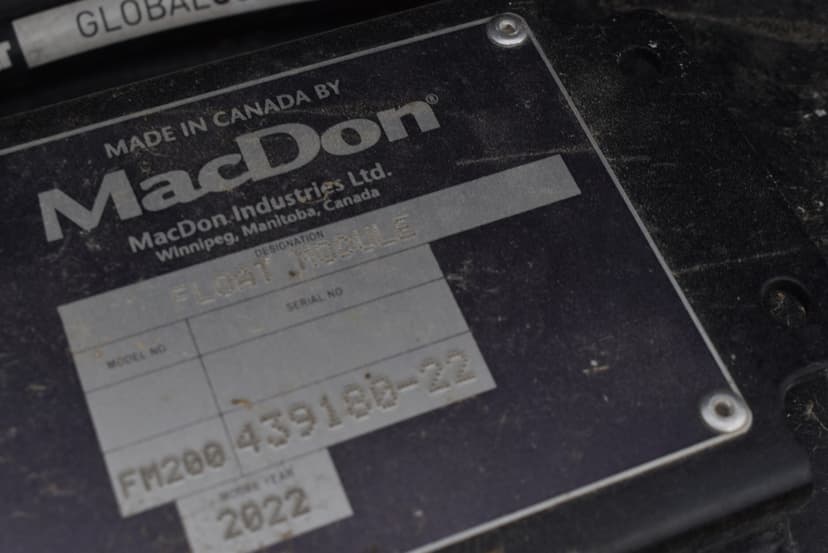 GLOBAL
MADE IN CANADA BY
MacDon®
MacDon Industries Ltd.
Winnipeg, Manitoba, Canada
DESIGNATION
FLOAT MODULE
MODEL NO
SERIAL NO
FM200
439180-22
MODEL YEAR
2022